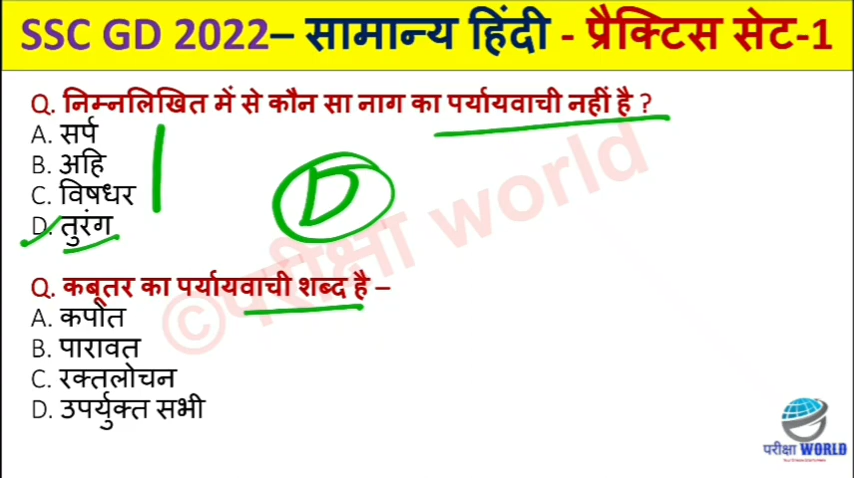 SSC GD 2022– सामान्य हिंदी - प्रैक्टिस सेट-1
Q. निम्नलिखित में से कौन सा नाग का पर्यायवाची नहीं है ?
A. सर्प
B. अहि
C. विषधर
D. तुरंग
D
Q. कबूतर का पर्यायवाची शब्द है –
A. कपोत
B. पारावत
C. रक्तलोचन
D. उपर्युक्त सभी
©परीक्षा world
परीक्षा WORLD